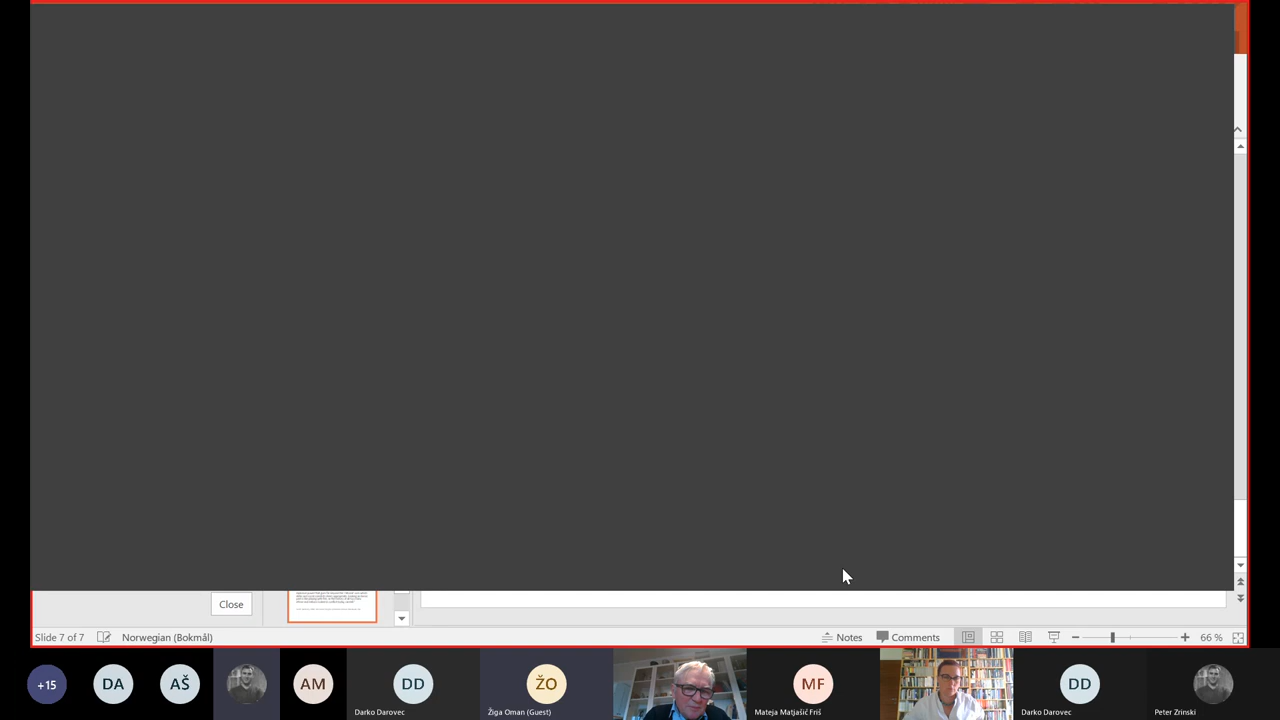 Close
Slide 7 of 7
Norwegian (Bokmål)
Notes
Comments
66 %
+15
DA
AŠ
AM
DD
Darko Darovec
ŽO
Žiga Oman (Guest)
MF
Mateja Matjašič Friš
DD
Darko Darovec
Peter Zrinski